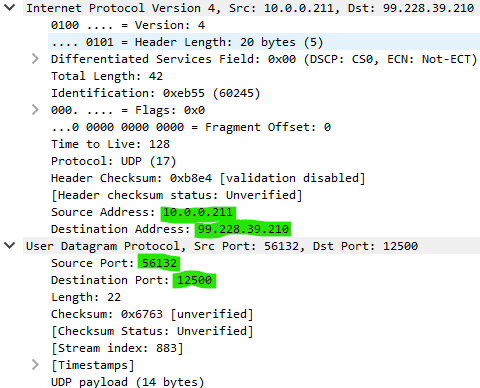 Internet Protocol Version 4, Src: 10.0.0.211, Dst: 99.228.39.210
0100 .... = Version: 4
.... 0101 = Header Length: 20 bytes (5)
Differentiated Services Field: 0x00 (DSCP: CS0, ECN: Not-ECT)
Total Length: 42
Identification: 0xeb55 (60245)
000. .... = Flags: 0x0
...0 0000 0000 0000 = Fragment Offset: 0
Time to Live: 128
Protocol: UDP (17)
Header Checksum: 0xb8e4 [validation disabled]
[Header checksum status: Unverified]
Source Address: 10.0.0.211
Destination Address: 99.228.39.210
User Datagram Protocol, Src Port: 56132, Dst Port: 12500
Source Port: 56132
Destination Port: 12500
Length: 22
Checksum: 0x6763 [unverified]
[Checksum Status: Unverified]
[Stream index: 883]
[Timestamps]
UDP payload (14 bytes)